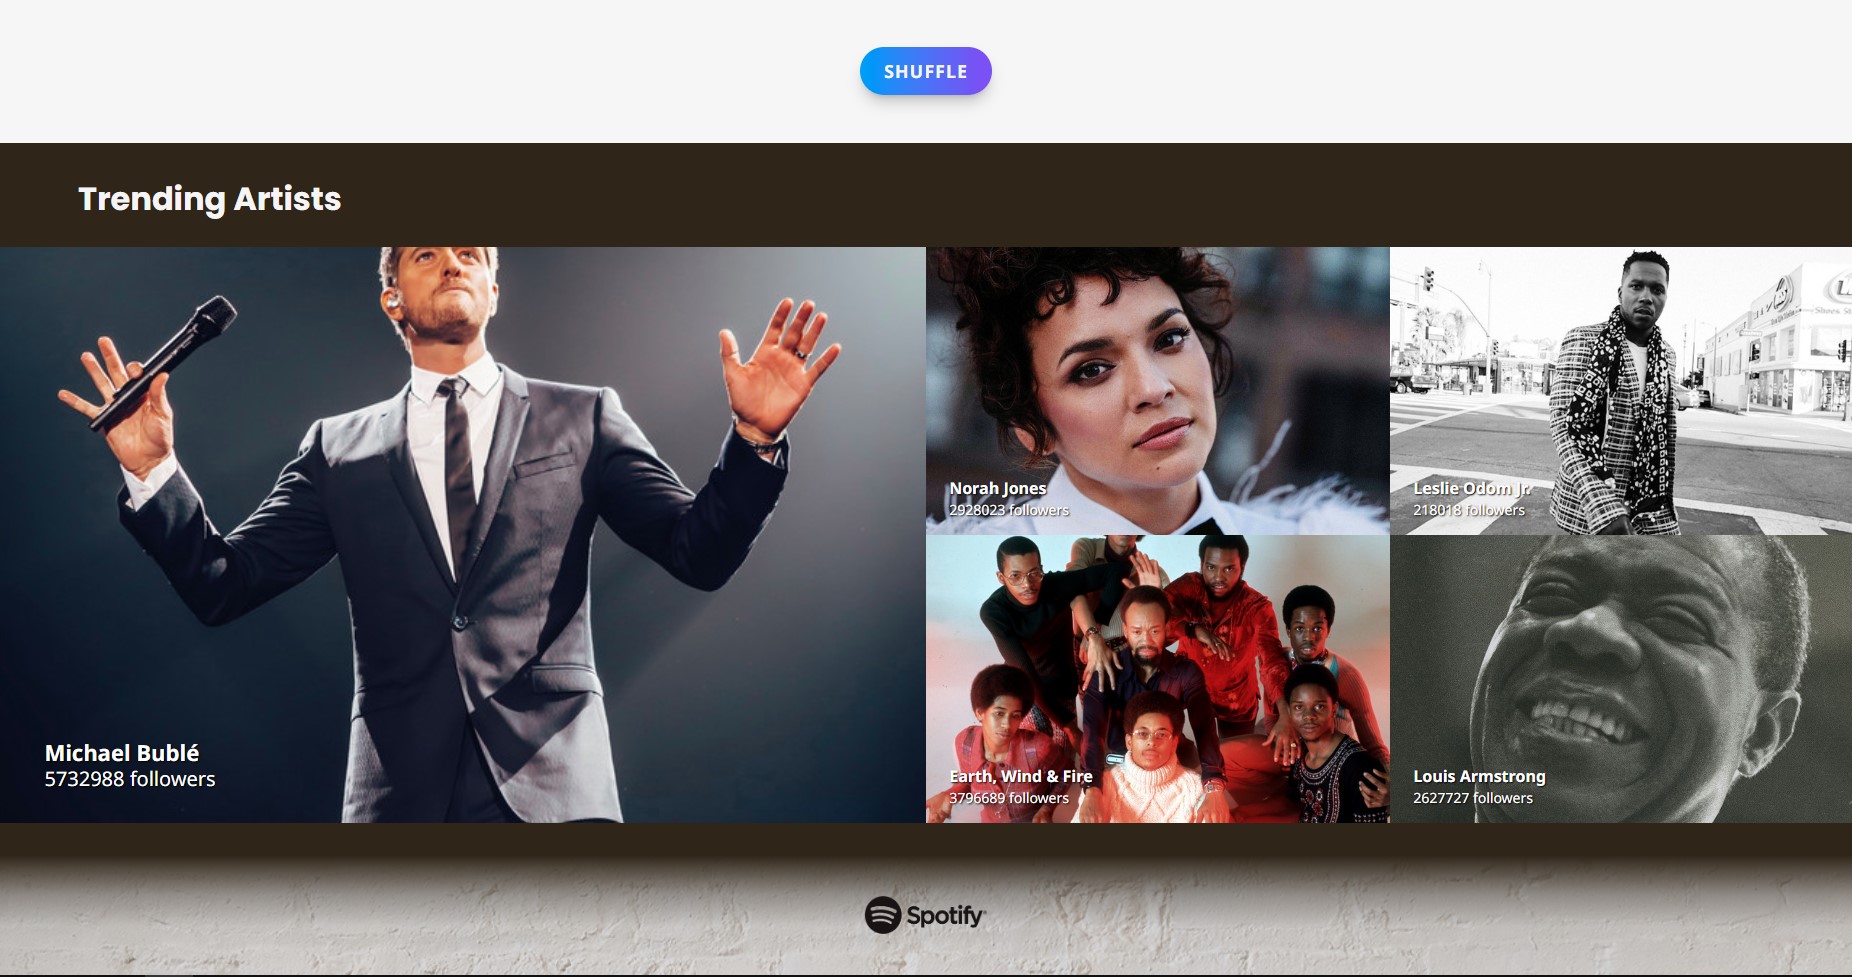 SHUFFLE
Trending Artists
Michael Bublé
5732988 followers
Norah Jones
2928023 followers
Leslie Odom Jr.
218018 followers
Earth, Wind & Fire
3796689 followers
Louis Armstrong
2627727 followers
Spotify